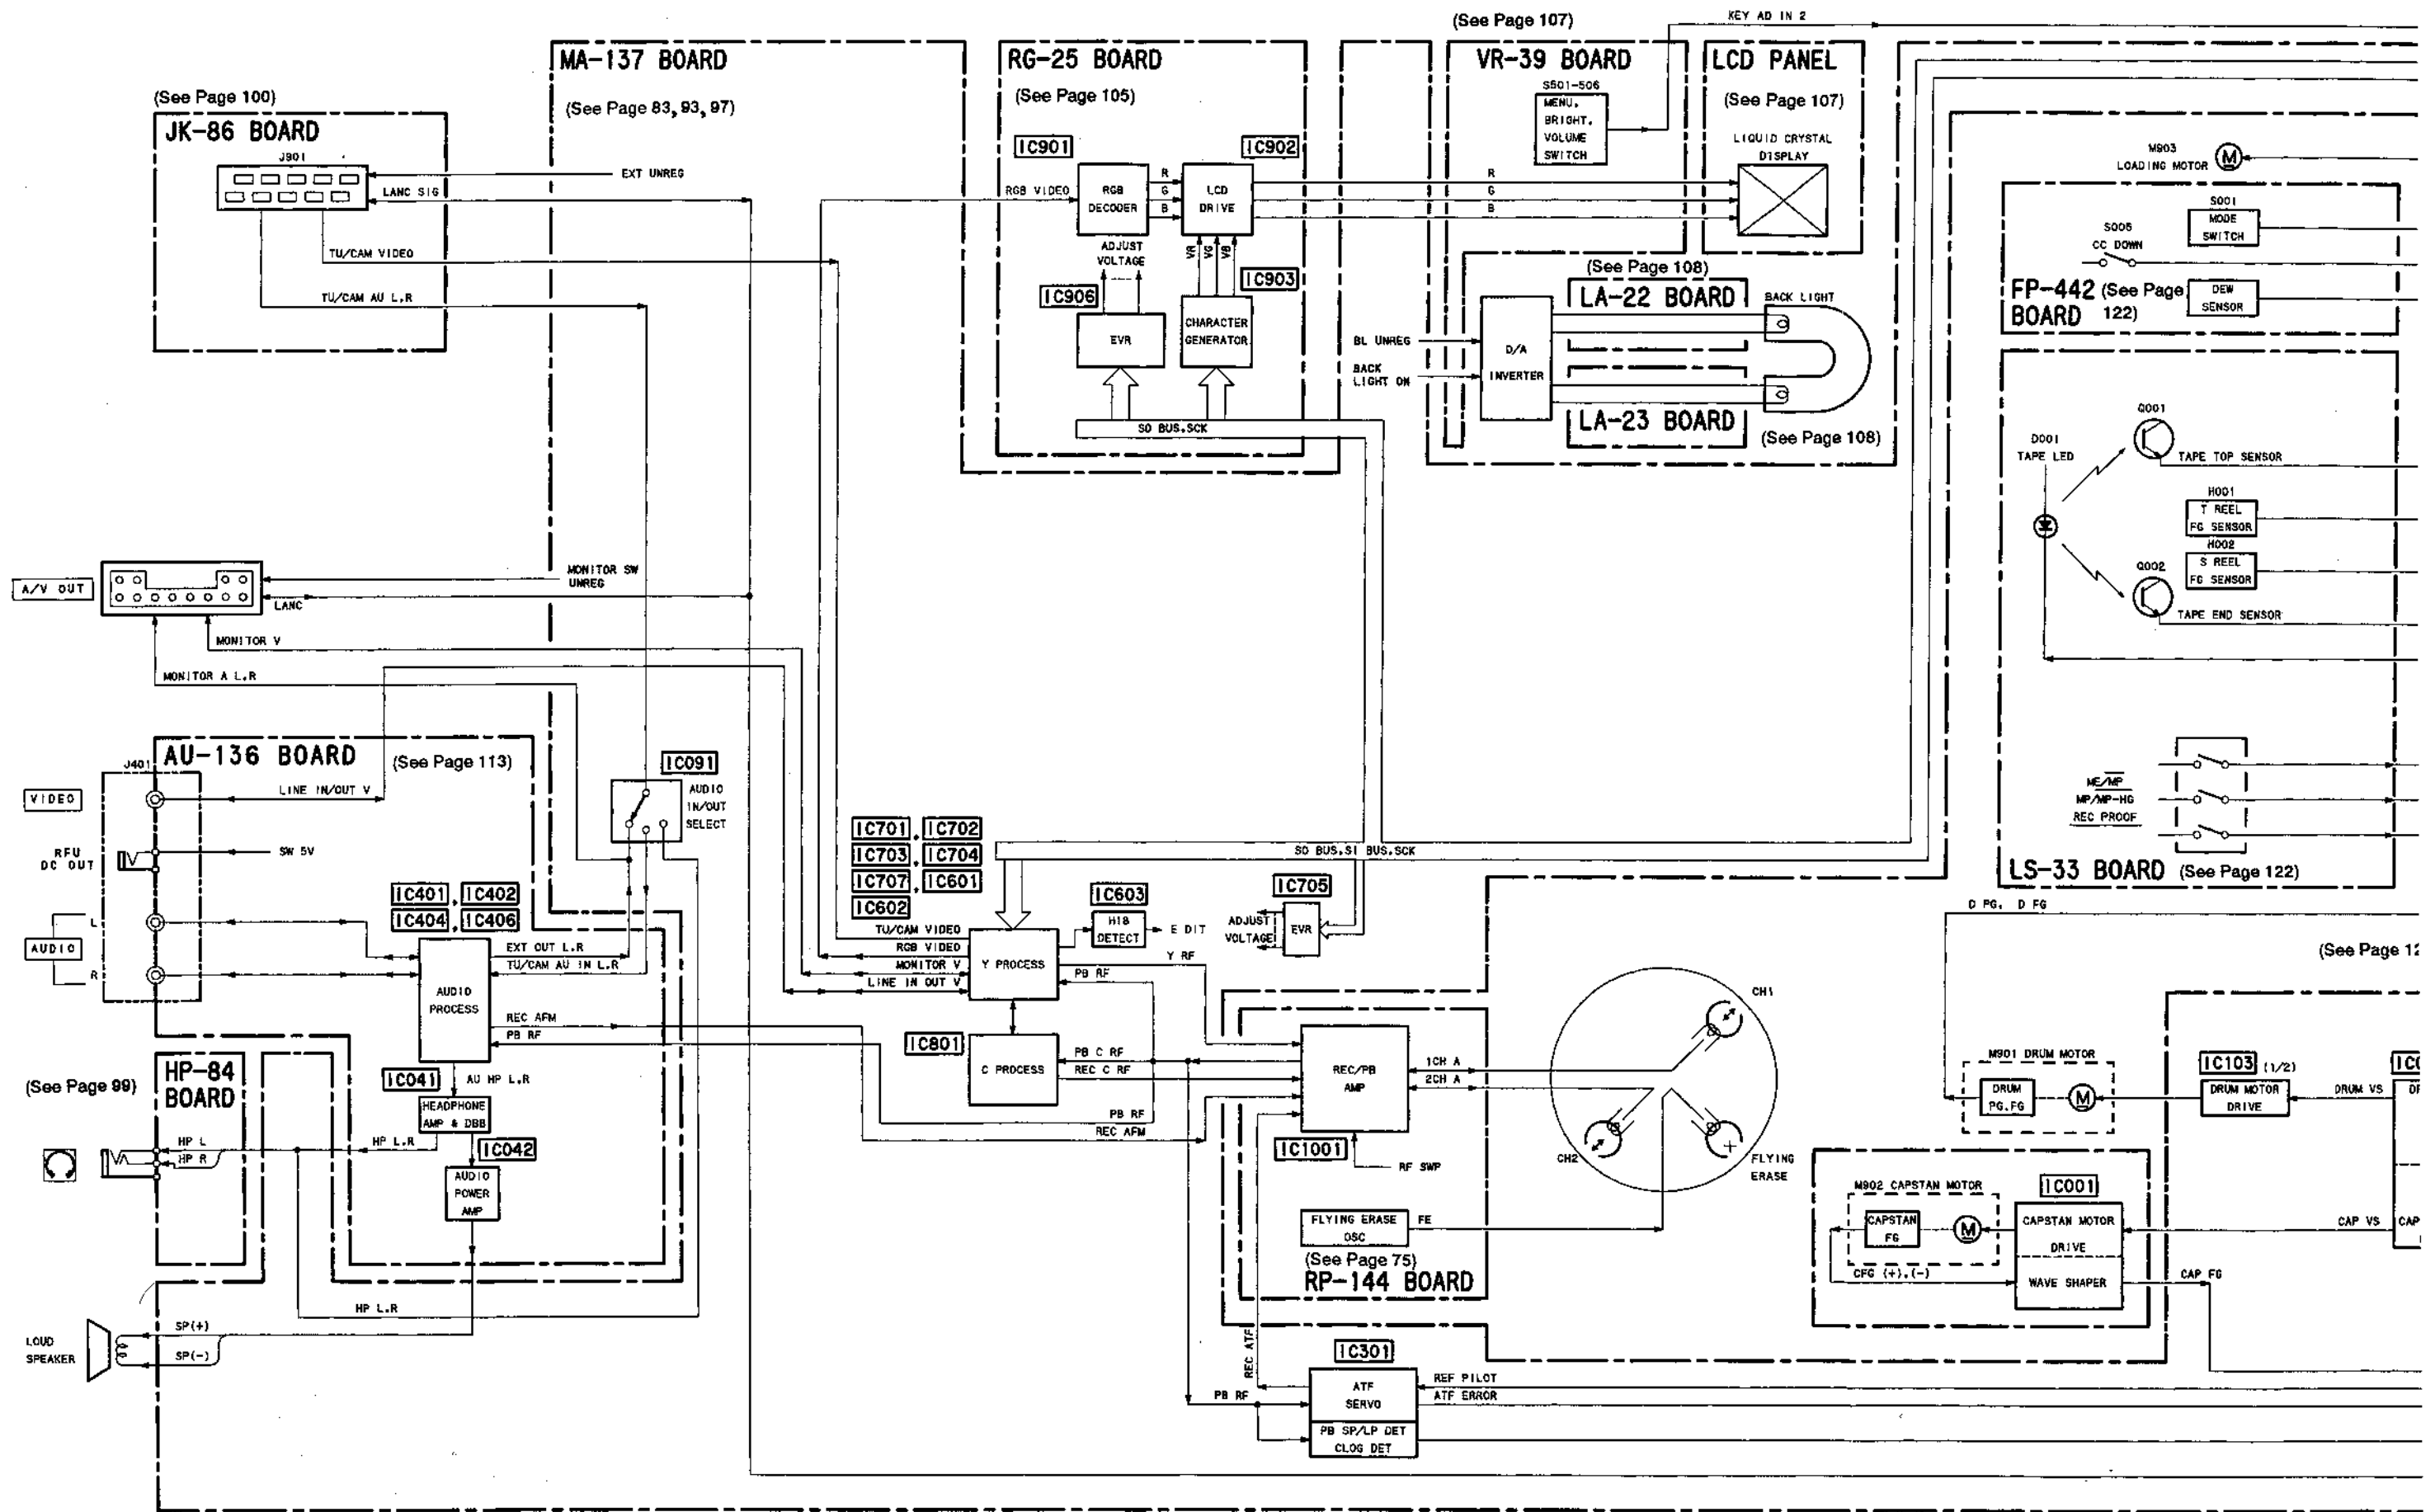 (See Page 107)
KEY AD IN 2
MA-137 BOARD
(See Page 83, 93, 97)
RG-25 BOARD
(See Page 105)
VR-39 BOARD
S501-506
MENU.
BRIGHT.
VOLUME
SWITCH
LCD PANEL
(See Page 107)
LIQUID CRYSTAL
DISPLAY
(See Page 100)
JK-86 BOARD
J901
EXT UNREG
LANC SIG
TU/CAM VIDEO
TU/CAM AU L.R
IC901
IC902
RGB VIDEO
RGB
DECODER
R
G
B
LCD
DRIVE
R
G
B
ADJUST
VOLTAGE
VR
VG
VB
IC906
IC903
EVR
CHARACTER
GENERATOR
SO BUS.SCK
(See Page 108)
LA-22 BOARD
BACK LIGHT
BL UNREG
BACK
LIGHT ON
D/A
INVERTER
LA-23 BOARD
(See Page 108)
M903
LOADING MOTOR
M
S001
MODE
SWITCH
S005
CC DOWN
FP-442 (See Page
BOARD 122)
DEW
SENSOR
Q001
D001
TAPE LED
TAPE TOP SENSOR
H001
T REEL
FG SENSOR
H002
S REEL
FG SENSOR
Q002
TAPE END SENSOR
ME/MP
MP/MP-HG
REC PROOF
LS-33 BOARD (See Page 122)
A/V OUT
MONITOR SW
UNREG
LANC
MONITOR V
MONITOR A L.R
AU-136 BOARD
(See Page 113)
J401
VIDEO
LINE IN/OUT V
RFU
DC OUT
SW 5V
IC401, IC402
IC404, IC406
AUDIO
L
R
EXT OUT L.R
TU/CAM AU IN L.R
AUDIO
PROCESS
REC AFM
PB RF
IC091
AUDIO
IN/OUT
SELECT
IC701, IC702
IC703, IC704
IC707, IC601
IC602
SO BUS.SI BUS.SCK
IC603
HI8
DETECT
E DIT
IC705
ADJUST
VOLTAGE
EVR
TU/CAM VIDEO
RGB VIDEO
MONITOR V
LINE IN OUT V
Y PROCESS
Y RF
PB RF
IC801
C PROCESS
PB C RF
REC C RF
PB RF
REC AFM
REC/PB
AMP
IC1001
RF SWP
1CH A
2CH A
CH1
CH2
FLYING
ERASE
FLYING ERASE
OSC
FE
(See Page 75)
RP-144 BOARD
(See Page 99)
HP-84
BOARD
IC041
AU HP L.R
HEADPHONE
AMP & DBB
HP L
HP R
HP L.R
IC042
AUDIO
POWER
AMP
HP L.R
LOUD
SPEAKER
SP(+)
SP(-)
REC ATF
IC301
ATF
SERVO
PB RF
PB SP/LP DET
CLOG DET
REF PILOT
ATF ERROR
D PG. D FG
(See Page 12
M901 DRUM MOTOR
DRUM
PG.FG
M
IC103 (1/2)
DRUM MOTOR
DRIVE
DRUM VS
M902 CAPSTAN MOTOR
CAPSTAN
FG
M
IC001
CAPSTAN MOTOR
DRIVE
WAVE SHAPER
CFG (+).(-)
CAP VS
CAP
CAP FG